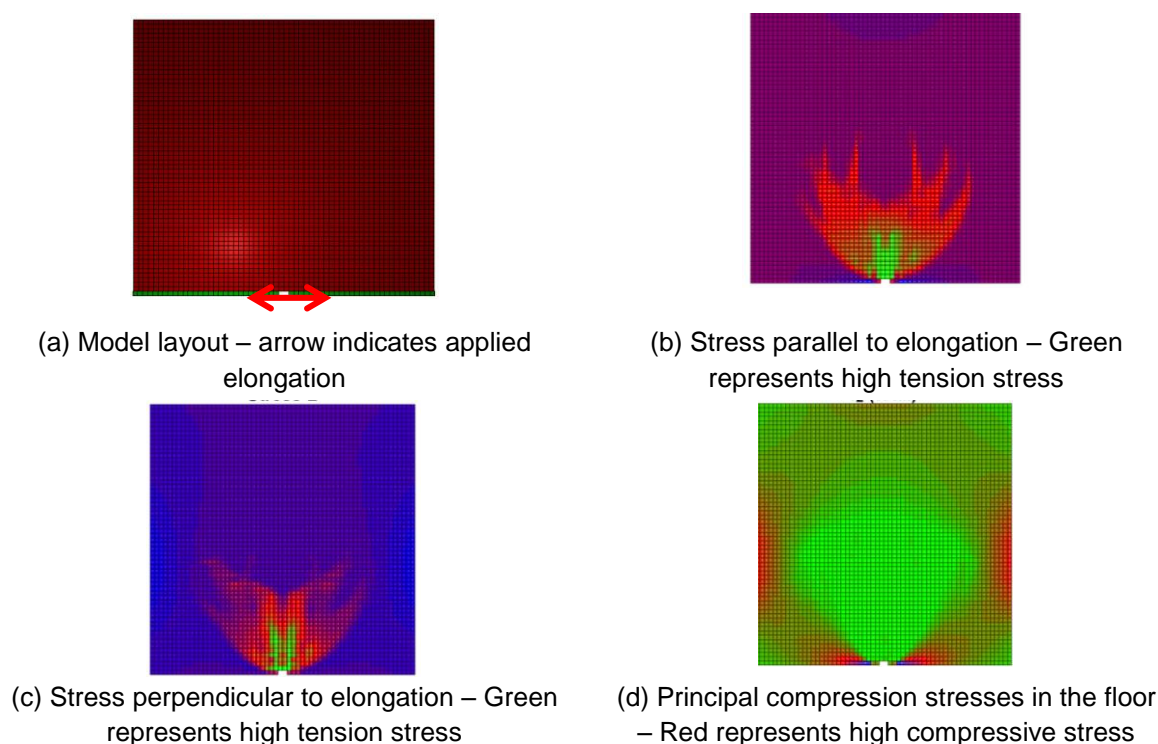 (a) Model layout – arrow indicates applied
elongation
(b) Stress parallel to elongation – Green
represents high tension stress
(c) Stress perpendicular to elongation – Green
represents high tension stress
(d) Principal compression stresses in the floor
– Red represents high compressive stress